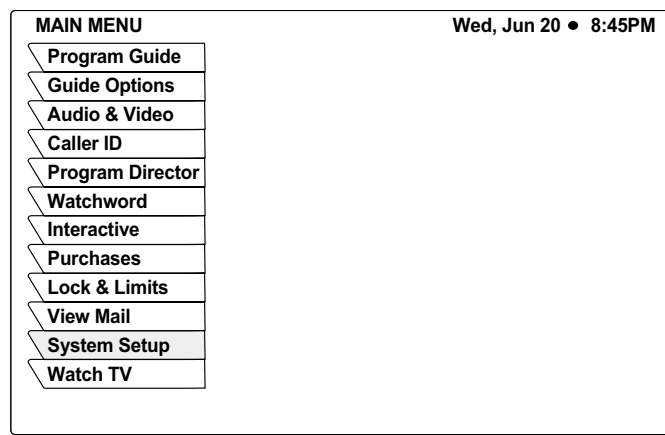 MAIN MENU Wed, Jun 20 ● 8:45PM
Program Guide
Guide Options
Audio & Video
Caller ID
Program Director
Watchword
Interactive
Purchases
Lock & Limits
View Mail
System Setup
Watch TV